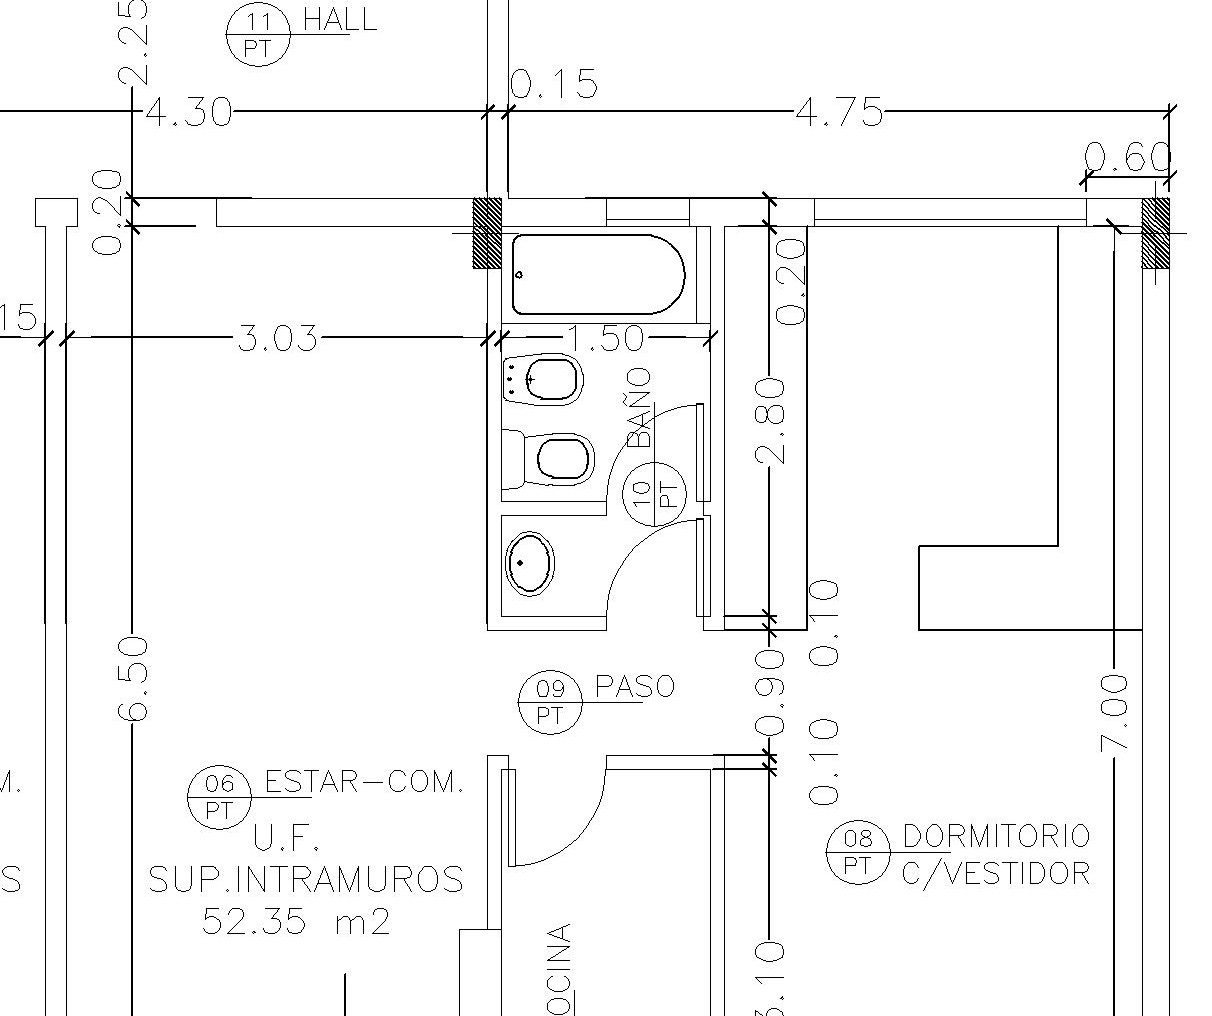 2.25
11
PT
HALL
0.15
4.30
4.75
0.60
0.20
0.20
15
3.03
1.50
BAÑO
2.80
10
PT
0.10
6.50
0.90
09
PT
PASO
7.00
0.10
06
PT
ESTAR-COM.
M.
U.F.
SUP.INTRAMUROS
S
52.35 m2
08
PT
DORMITORIO
C/VESTIDOR
OCINA
3.10